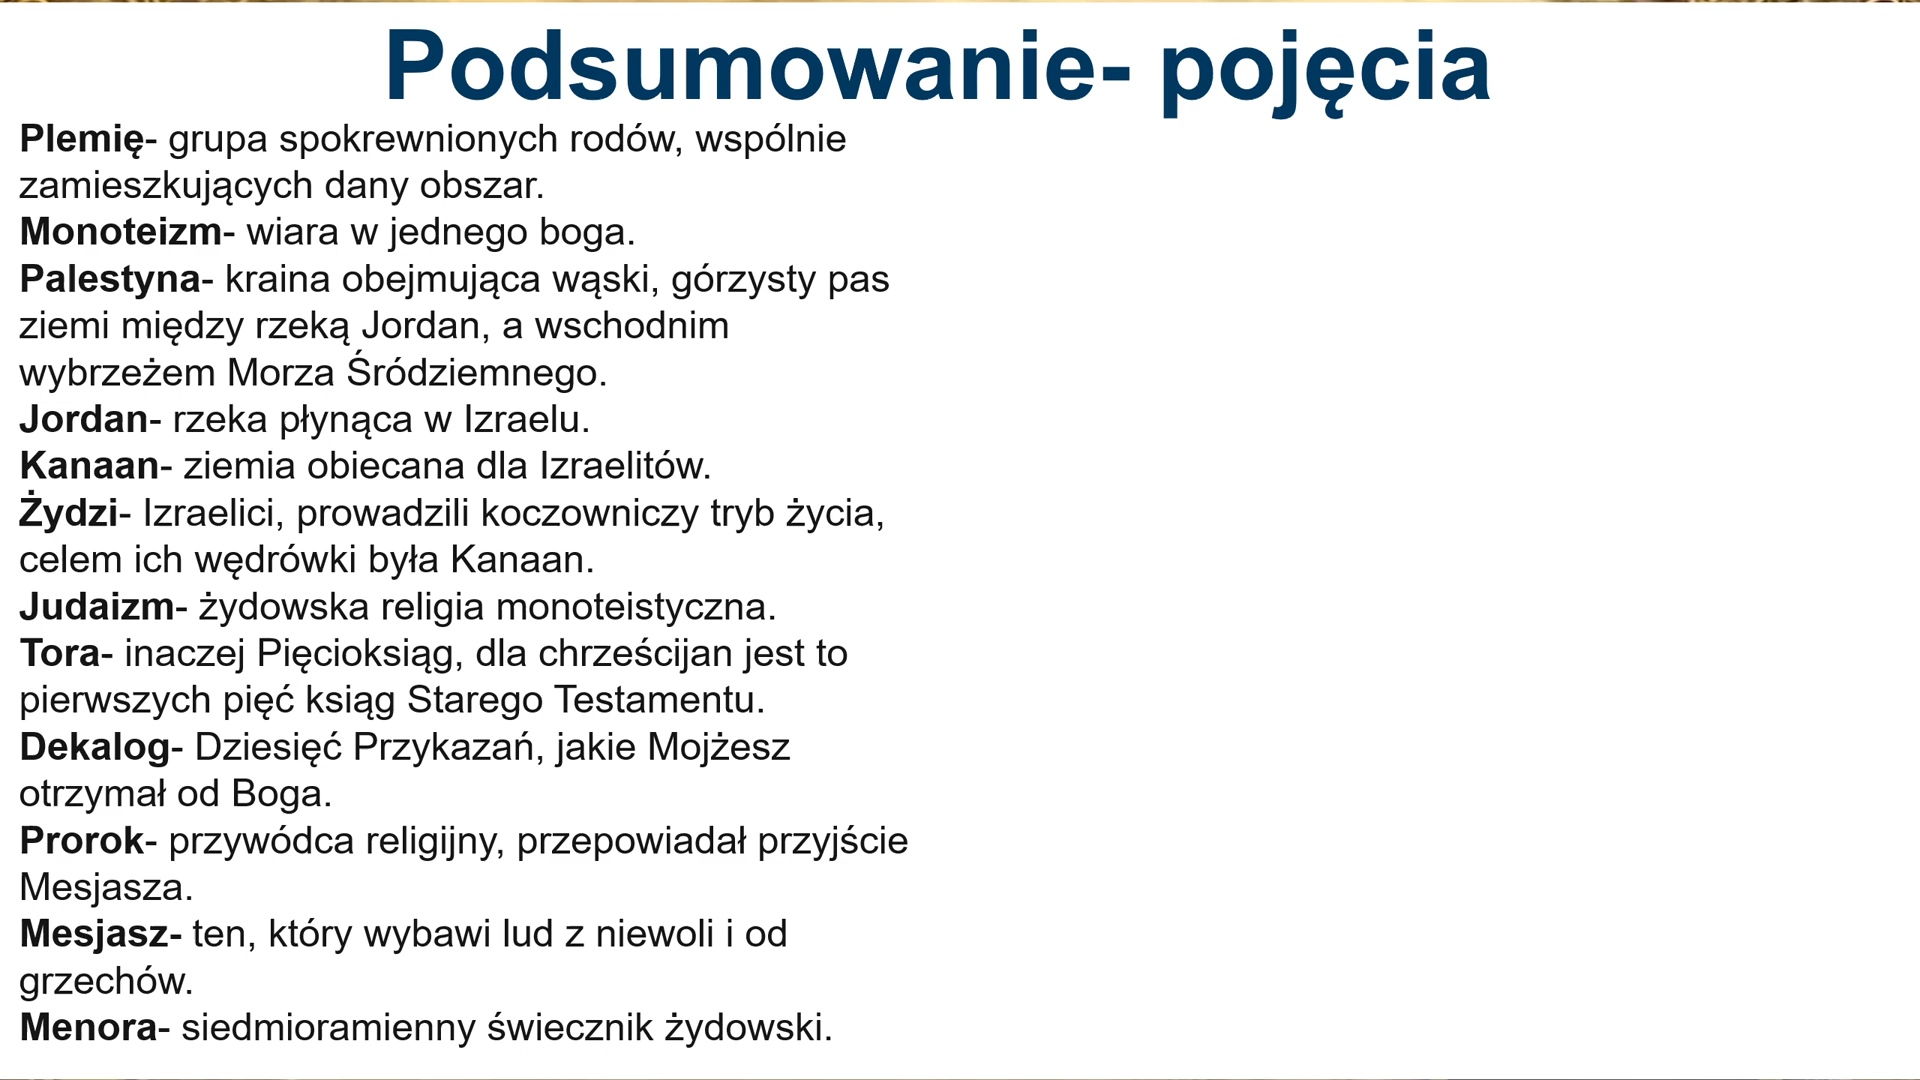 Podsumowanie- pojęcia
Plemię- grupa spokrewnionych rodów, wspólnie
zamieszkujących dany obszar.
Monoteizm- wiara w jednego boga.
Palestyna- kraina obejmująca wąski, górzysty pas
ziemi między rzeką Jordan, a wschodnim
wybrzeżem Morza Śródziemnego.
Jordan- rzeka płynąca w Izraelu.
Kanaan- ziemia obiecana dla Izraelitów.
Żydzi- Izraelici, prowadzili koczowniczy tryb życia,
celem ich wędrówki była Kanaan.
Judaizm- żydowska religia monoteistyczna.
Tora- inaczej Pięcioksiąg, dla chrześcijan jest to
pierwszych pięć ksiąg Starego Testamentu.
Dekalog- Dziesięć Przykazań, jakie Mojżesz
otrzymał od Boga.
Prorok- przywódca religijny, przepowiadał przyjście
Mesjasza.
Mesjasz- ten, który wybawi lud z niewoli i od
grzechów.
Menora- siedmioramienny świecznik żydowski.